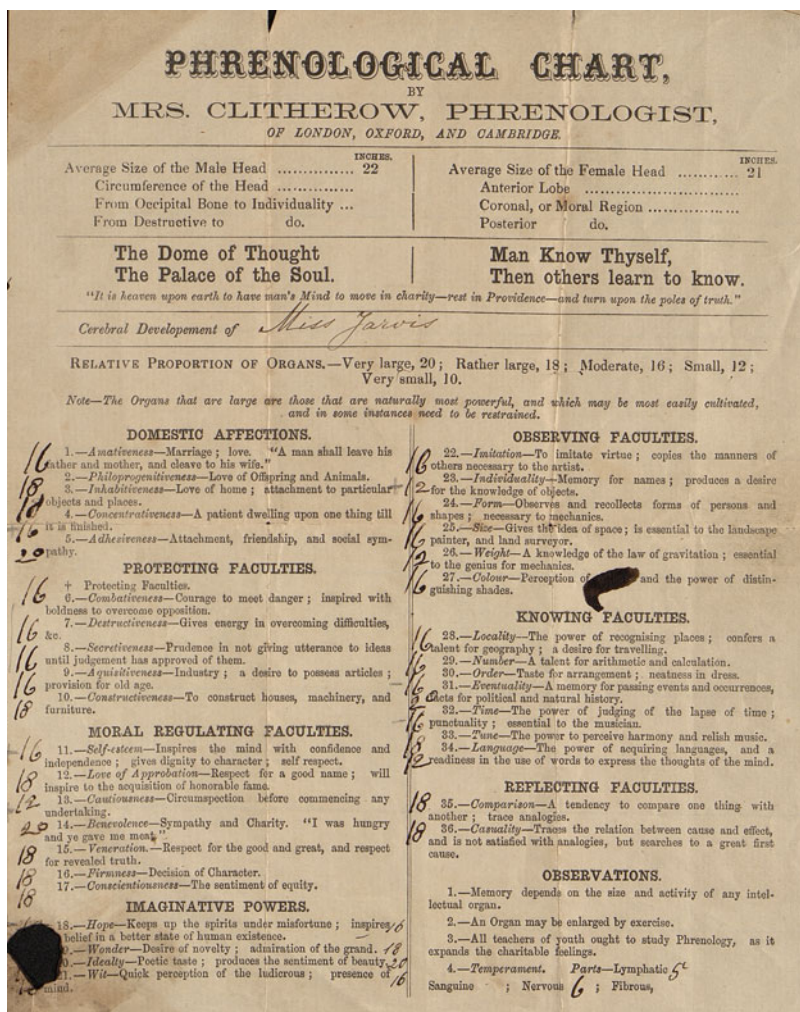 PHRENOLOGICAL CHART,
BY
MRS. CLITHEROW, PHRENOLOGIST,
OF LONDON, OXFORD, AND CAMBRIDGE.
INCHES.
Average Size of the Male Head ............... 22
Circumference of the Head ..............
From Occipital Bone to Individuality ...
From Destructive to do.
INCHES.
Average Size of the Female Head ........... 21
Anterior Lobe ............................
Coronal, or Moral Region ..................
Posterior do.
The Dome of Thought
The Palace of the Soul.
Man Know Thyself,
Then others learn to know.
"It is heaven upon earth to have man's Mind to move in charity—rest in Providence—and turn upon the poles of truth."
Cerebral Developement of Miss Jarvis
RELATIVE PROPORTION OF ORGANS.—Very large, 20; Rather large, 18; Moderate, 16; Small, 12;
Very small, 10.
Note—The Organs that are large are those that are naturally most powerful, and which may be most easily cultivated,
and in some instances need to be restrained.
DOMESTIC AFFECTIONS.
16 1.—Amativeness—Marriage; love. "A man shall leave his
father and mother, and cleave to his wife."
18 2.—Philoprogenitiveness—Love of Offspring and Animals.
3.—Inhabitiveness—Love of home; attachment to particular
18 objects and places.
4.—Concentrativeness—A patient dwelling upon one thing till
16 it is finished.
5.—Adhesiveness—Attachment, friendship, and social sym-
20 pathy.
PROTECTING FACULTIES.
+ Protecting Faculties.
16 6.—Combativeness—Courage to meet danger; inspired with
boldness to overcome opposition.
7.—Destructiveness—Gives energy in overcoming difficulties,
16 &c.
8.—Secretiveness—Prudence in not giving utterance to ideas
16 until judgement has approved of them.
9.—Aquisitiveness—Industry; a desire to possess articles;
16 provision for old age.
10.—Constructiveness—To construct houses, machinery, and
18 furniture.
MORAL REGULATING FACULTIES.
16 11.—Self-esteem—Inspires the mind with confidence and
independence; gives dignity to character; self respect.
18 12.—Love of Approbation—Respect for a good name; will
inspire to the acquisition of honorable fame.
12 13.—Cautiousness—Circumspection before commencing any
undertaking.
20 14.—Benevolence—Sympathy and Charity. "I was hungry
and ye gave me meat."
18 15.—Veneration.—Respect for the good and great, and respect
for revealed truth.
18 16.—Firmness—Decision of Character.
18 17.—Conscientiousness—The sentiment of equity.
IMAGINATIVE POWERS.
18.—Hope—Keeps up the spirits under misfortune; inspires 16
belief in a better state of human existence.
Wonder—Desire of novelty; admiration of the grand. 18
Idealty—Poetic taste; produces the sentiment of beauty. 20
21.—Wit—Quick perception of the ludicrous; presence of 16
mind.
OBSERVING FACULTIES.
16 22.—Imitation—To imitate virtue; copies the manners of
others necessary to the artist.
23.—Individuality—Memory for names; produces a desire
12 for the knowledge of objects.
24.—Form—Observes and recollects forms of persons and
16 shapes; necessary to mechanics.
25.—Size—Gives the idea of space; is essential to the landscape
16 painter, and land surveyor.
26.—Weight—A knowledge of the law of gravitation; essential
12 to the genius for mechanics.
27.—Colour—Perception of and the power of distin-
16 guishing shades.
KNOWING FACULTIES.
16 28.—Locality—The power of recognising places; confers a
talent for geography; a desire for travelling.
29.—Number—A talent for arithmetic and calculation.
30.—Order—Taste for arrangement; neatness in dress.
16 31.—Eventuality—A memory for passing events and occurrences,
facts for political and natural history.
32.—Time—The power of judging of the lapse of time;
16 punctuality; essential to the musician.
33.—Tune—The power to perceive harmony and relish music.
18 34.—Language—The power of acquiring languages, and a
12 readiness in the use of words to express the thoughts of the mind.
REFLECTING FACULTIES.
18 35.—Comparison—A tendency to compare one thing with
another; trace analogies.
18 36.—Casuality—Traces the relation between cause and effect,
and is not satisfied with analogies, but searches to a great first
cause.
OBSERVATIONS.
1.—Memory depends on the size and activity of any intel-
lectual organ.
2.—An Organ may be enlarged by exercise.
3.—All teachers of youth ought to study Phrenology, as it
expands the charitable feelings.
4.—Temperament. Parts—Lymphatic
Sanguine ; Nervous 6; Fibrous,